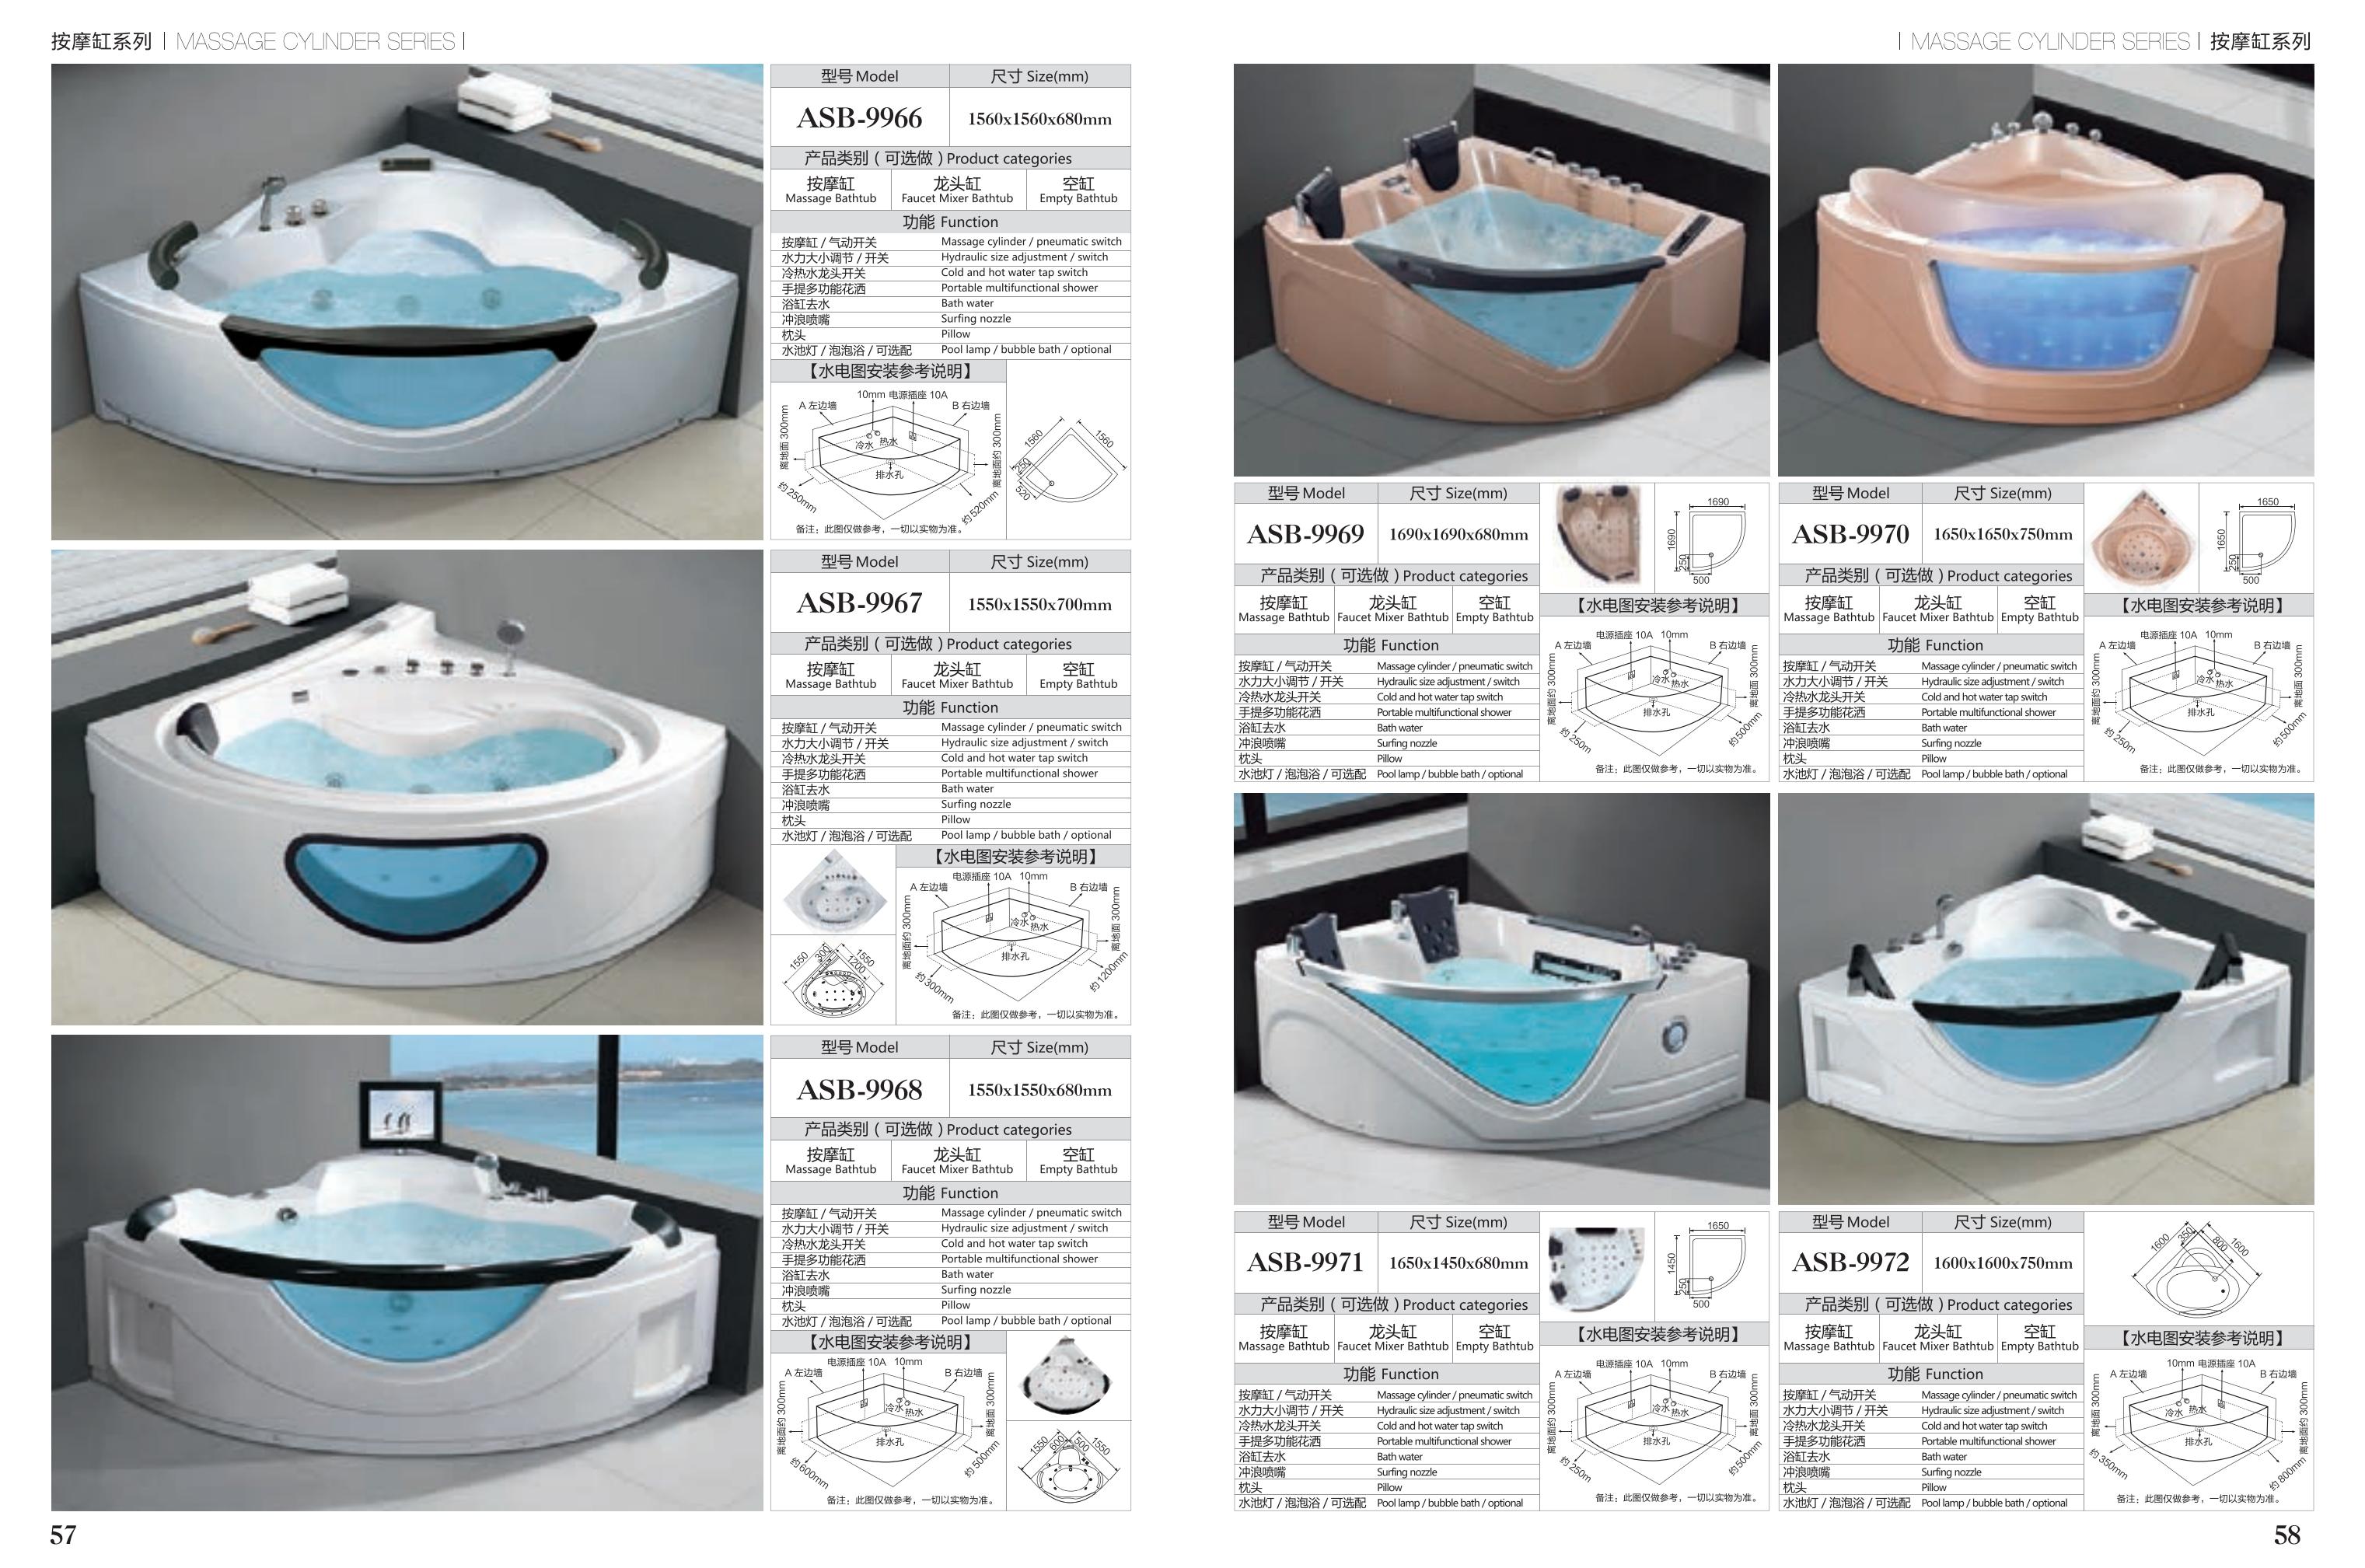 按摩缸系列 | MASSAGE CYLINDER SERIES |
型号 Model 尺寸 Size(mm)
ASB-9966 1560x1560x680mm
产品类别 ( 可选做 ) Product categories
按摩缸 龙头缸 空缸
Massage Bathtub Faucet Mixer Bathtub Empty Bathtub
功能 Function
按摩缸 / 气动开关 Massage cylinder / pneumatic switch
水力大小调节 / 开关 Hydraulic size adjustment / switch
冷热水龙头开关 Cold and hot water tap switch
手提多功能花洒 Portable multifunctional shower
浴缸去水 Bath water
冲浪喷嘴 Surfing nozzle
枕头 Pillow
水池灯 / 泡泡浴 / 可选配 Pool lamp / bubble bath / optional
【水电图安装参考说明】
10mm 电源插座 10A
A 左边墙 B 右边墙
离地面 300mm
离地面约 300mm
冷水 热水
排水孔
约 250mm 约 520mm
备注：此图仅做参考，一切以实物为准。
1560 1560
250
520
型号 Model 尺寸 Size(mm)
ASB-9967 1550x1550x700mm
产品类别 ( 可选做 ) Product categories
按摩缸 龙头缸 空缸
Massage Bathtub Faucet Mixer Bathtub Empty Bathtub
功能 Function
按摩缸 / 气动开关 Massage cylinder / pneumatic switch
水力大小调节 / 开关 Hydraulic size adjustment / switch
冷热水龙头开关 Cold and hot water tap switch
手提多功能花洒 Portable multifunctional shower
浴缸去水 Bath water
冲浪喷嘴 Surfing nozzle
枕头 Pillow
水池灯 / 泡泡浴 / 可选配 Pool lamp / bubble bath / optional
1550 300 1200 1550
【水电图安装参考说明】
电源插座 10A 10mm
A 左边墙 B 右边墙
离地面约 300mm
离地面 300mm
冷水 热水
排水孔
约 300mm 约 1200mm
备注：此图仅做参考，一切以实物为准。
型号 Model 尺寸 Size(mm)
ASB-9968 1550x1550x680mm
产品类别 ( 可选做 ) Product categories
按摩缸 龙头缸 空缸
Massage Bathtub Faucet Mixer Bathtub Empty Bathtub
功能 Function
按摩缸 / 气动开关 Massage cylinder / pneumatic switch
水力大小调节 / 开关 Hydraulic size adjustment / switch
冷热水龙头开关 Cold and hot water tap switch
手提多功能花洒 Portable multifunctional shower
浴缸去水 Bath water
冲浪喷嘴 Surfing nozzle
枕头 Pillow
水池灯 / 泡泡浴 / 可选配 Pool lamp / bubble bath / optional
【水电图安装参考说明】
电源插座 10A 10mm
A 左边墙 B 右边墙
离地面约 300mm
离地面 300mm
冷水 热水
排水孔
约 600mm 约 500mm
备注：此图仅做参考，一切以实物为准。
1550 600 500 1550
57
| MASSAGE CYLINDER SERIES | 按摩缸系列
型号 Model 尺寸 Size(mm)
ASB-9969 1690x1690x680mm
产品类别 ( 可选做 ) Product categories
按摩缸 龙头缸 空缸
Massage Bathtub Faucet Mixer Bathtub Empty Bathtub
功能 Function
按摩缸 / 气动开关 Massage cylinder / pneumatic switch
水力大小调节 / 开关 Hydraulic size adjustment / switch
冷热水龙头开关 Cold and hot water tap switch
手提多功能花洒 Portable multifunctional shower
浴缸去水 Bath water
冲浪喷嘴 Surfing nozzle
枕头 Pillow
水池灯 / 泡泡浴 / 可选配 Pool lamp / bubble bath / optional
1690
1690
250
500
【水电图安装参考说明】
电源插座 10A 10mm
A 左边墙 B 右边墙
离地面约 300mm
离地面 300mm
冷水 热水
排水孔
约 250m 约 500mm
备注：此图仅做参考，一切以实物为准。
型号 Model 尺寸 Size(mm)
ASB-9970 1650x1650x750mm
产品类别 ( 可选做 ) Product categories
按摩缸 龙头缸 空缸
Massage Bathtub Faucet Mixer Bathtub Empty Bathtub
功能 Function
按摩缸 / 气动开关 Massage cylinder / pneumatic switch
水力大小调节 / 开关 Hydraulic size adjustment / switch
冷热水龙头开关 Cold and hot water tap switch
手提多功能花洒 Portable multifunctional shower
浴缸去水 Bath water
冲浪喷嘴 Surfing nozzle
枕头 Pillow
水池灯 / 泡泡浴 / 可选配 Pool lamp / bubble bath / optional
1650
1650
250
500
【水电图安装参考说明】
电源插座 10A 10mm
A 左边墙 B 右边墙
离地面约 300mm
离地面 300mm
冷水 热水
排水孔
约 250m 约 500mm
备注：此图仅做参考，一切以实物为准。
型号 Model 尺寸 Size(mm)
ASB-9971 1650x1450x680mm
产品类别 ( 可选做 ) Product categories
按摩缸 龙头缸 空缸
Massage Bathtub Faucet Mixer Bathtub Empty Bathtub
功能 Function
按摩缸 / 气动开关 Massage cylinder / pneumatic switch
水力大小调节 / 开关 Hydraulic size adjustment / switch
冷热水龙头开关 Cold and hot water tap switch
手提多功能花洒 Portable multifunctional shower
浴缸去水 Bath water
冲浪喷嘴 Surfing nozzle
枕头 Pillow
水池灯 / 泡泡浴 / 可选配 Pool lamp / bubble bath / optional
1650
1450
250
500
【水电图安装参考说明】
电源插座 10A 10mm
A 左边墙 B 右边墙
离地面约 300mm
离地面 300mm
冷水 热水
排水孔
约 250m 约 500mm
备注：此图仅做参考，一切以实物为准。
型号 Model 尺寸 Size(mm)
ASB-9972 1600x1600x750mm
产品类别 ( 可选做 ) Product categories
按摩缸 龙头缸 空缸
Massage Bathtub Faucet Mixer Bathtub Empty Bathtub
功能 Function
按摩缸 / 气动开关 Massage cylinder / pneumatic switch
水力大小调节 / 开关 Hydraulic size adjustment / switch
冷热水龙头开关 Cold and hot water tap switch
手提多功能花洒 Portable multifunctional shower
浴缸去水 Bath water
冲浪喷嘴 Surfing nozzle
枕头 Pillow
水池灯 / 泡泡浴 / 可选配 Pool lamp / bubble bath / optional
1600 350 800 1600
【水电图安装参考说明】
10mm 电源插座 10A
A 左边墙 B 右边墙
离地面 300mm
离地面约 300mm
冷水 热水
排水孔
约 350mm 约 800mm
备注：此图仅做参考，一切以实物为准。
58